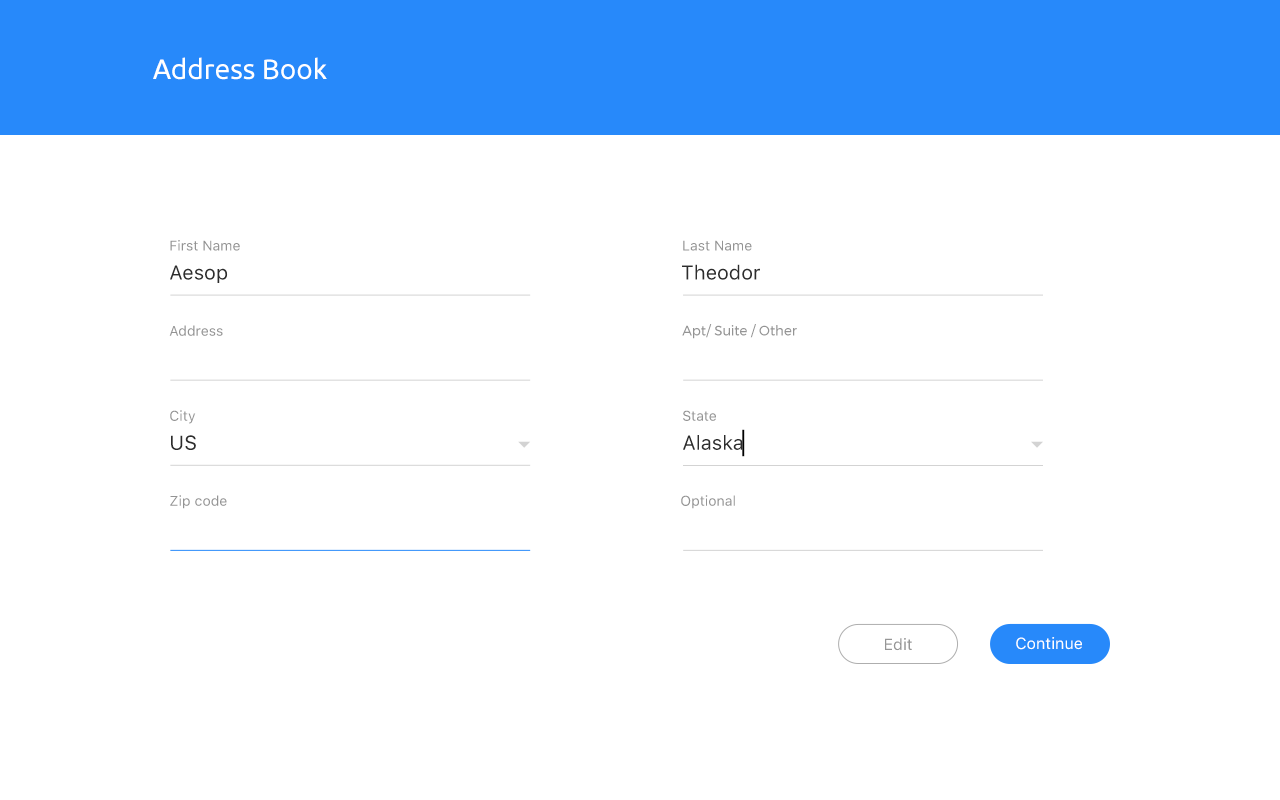 Address Book
First Name
Last Name
Aesop
Theodor
Address
Apt/ Suite / Other
City
State
US
Alaska
Zip code
Optional
Edit
Continue